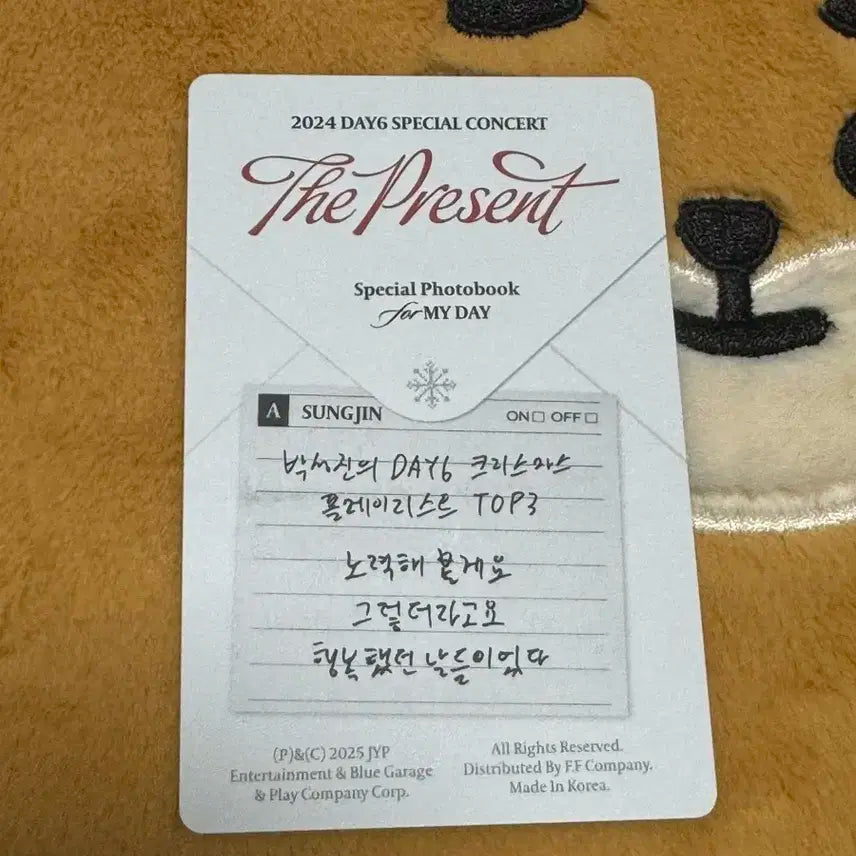 2024 DAY6 SPECIAL CONCERT
The Present
Special Photobook
for MY DAY
A SUNGJIN ON□ OFF□
박성진의 DAY6 크리스마스
플레이리스트 TOP3
노력해 볼게요
그렇더라고요
행복했던 날들이었다
(P)&(C) 2025 JYP
Entertainment & Blue Garage
& Play Company Corp.
All Rights Reserved.
Distributed By F.F Company.
Made In Korea.